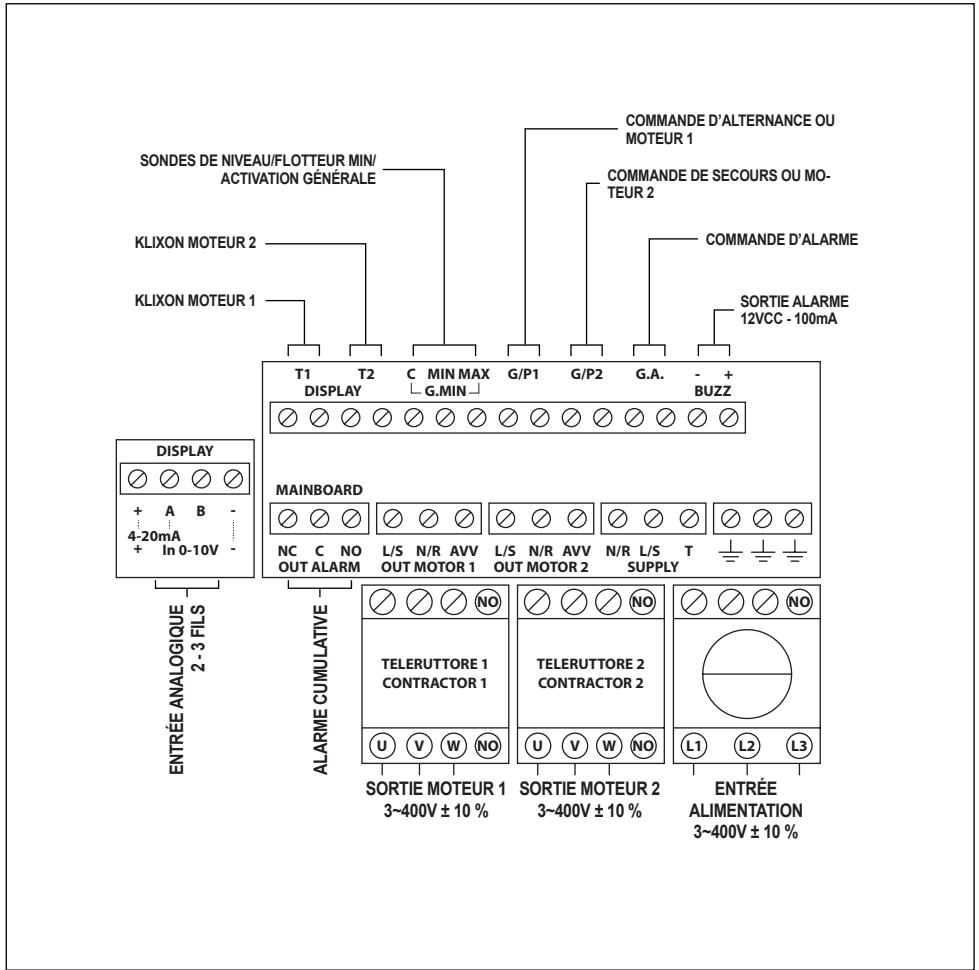 COMMANDE D'ALTERNANCE OU
MOTEUR 1
SONDES DE NIVEAU/FLOTTEUR MIN/
ACTIVATION GÉNÉRALE
COMMANDE DE SECOURS OU MO-
TEUR 2
KLIXON MOTEUR 2
COMMANDE D'ALARME
KLIXON MOTEUR 1
SORTIE ALARME
12VCC - 100mA
T1 T2 C MIN MAX G/P1 G/P2 G.A. - +
DISPLAY G.MIN BUZZ
DISPLAY
+ A B -
4-20mA
+ In 0-10V -
MAINBOARD
NC C NO L/S N/R AVV L/S N/R AVV N/R L/S T
OUT ALARM OUT MOTOR 1 OUT MOTOR 2 SUPPLY
ENTRÉE ANALOGIQUE
2 - 3 FILS
ALARME CUMULATIVE
NO NO NO
TELERUTTORE 1
CONTRACTOR 1
TELERUTTORE 2
CONTRACTOR 2
U V W NO U V W NO L1 L2 L3
SORTIE MOTEUR 1
3~400V ± 10 %
SORTIE MOTEUR 2
3~400V ± 10 %
ENTRÉE
ALIMENTATION
3~400V ± 10 %